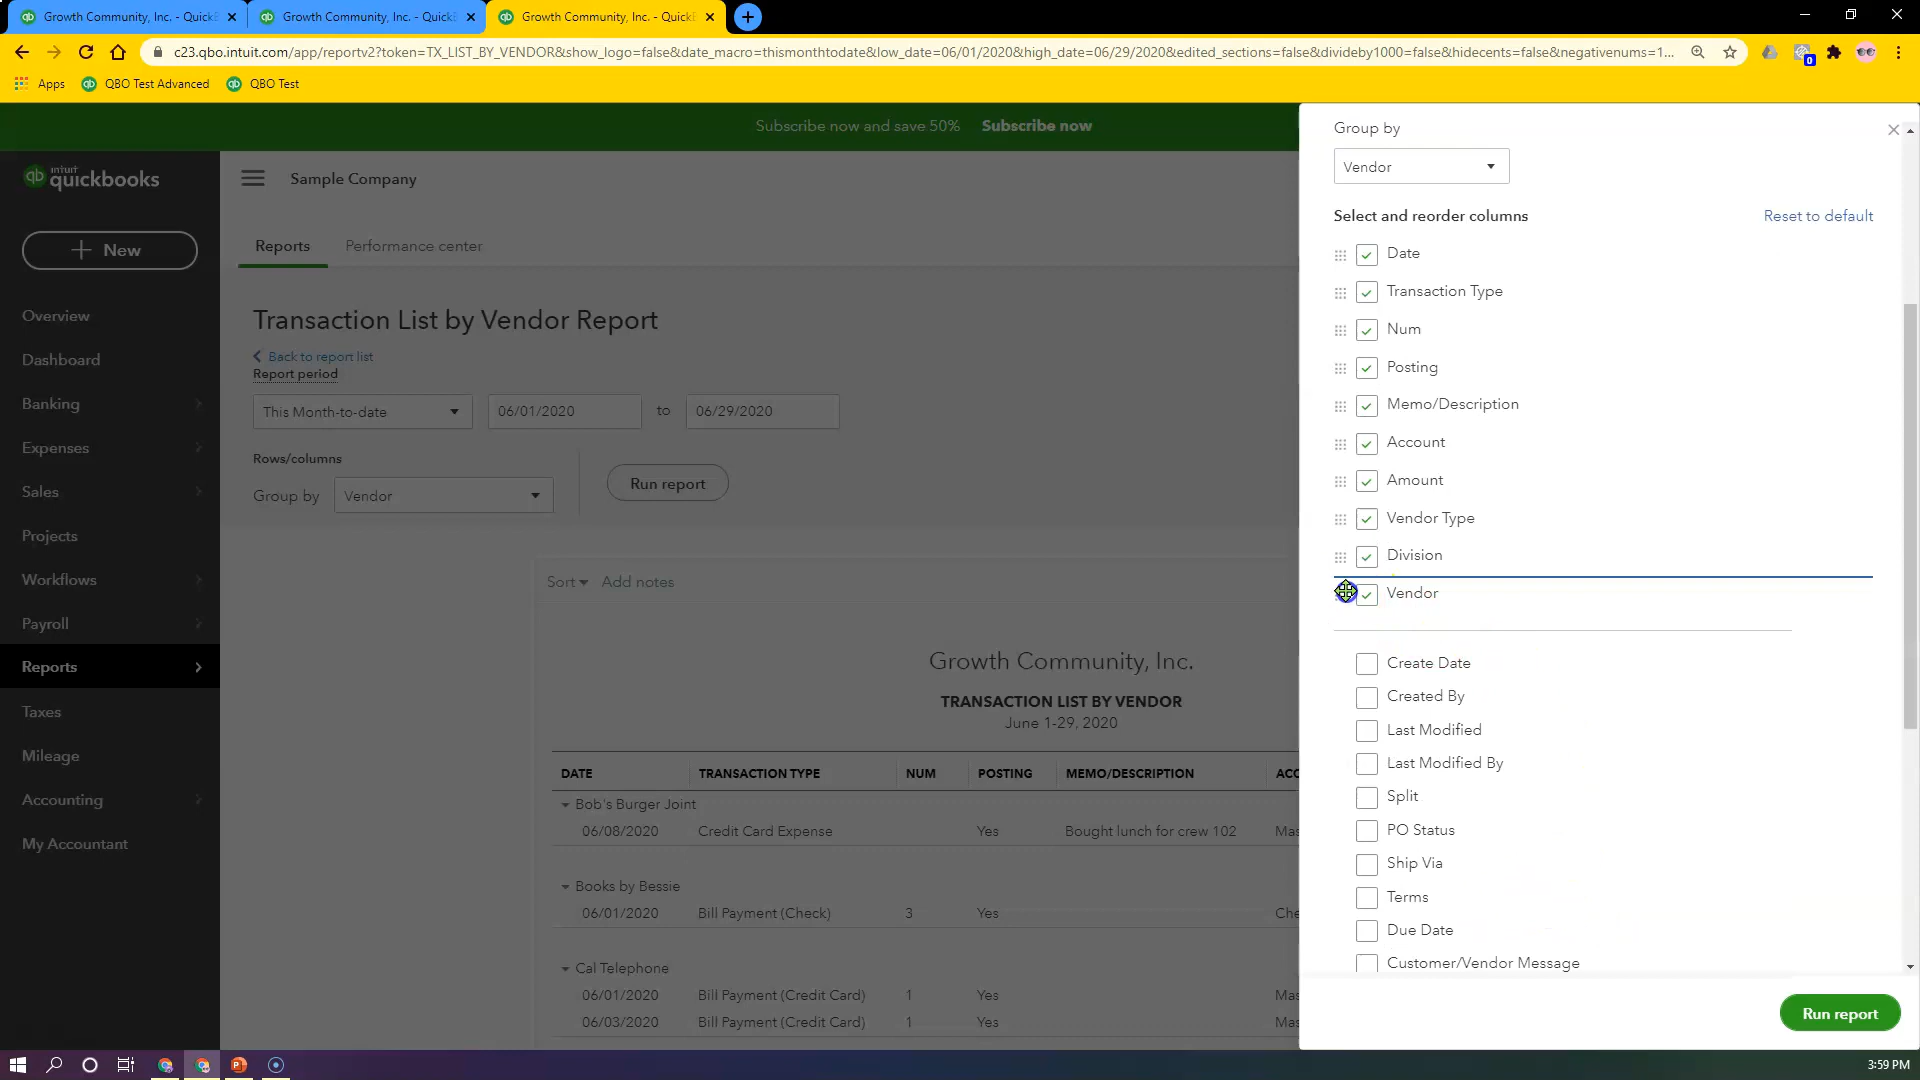 Growth Community, Inc. - QuickB
Growth Community, Inc. - QuickB
Growth Community, Inc. - QuickB
c23.qbo.intuit.com/app/reportv2?token=TX_LIST_BY_VENDOR&show_logo=false&date_macro=thismonthtodate&low_date=06/01/2020&high_date=06/29/2020&edited_sections=false&divideby1000=false&hidecents=false&negativenums=1...
0
Apps
QBO Test Advanced
QBO Test
Subscribe now and save 50% Subscribe now
intuit
quickbooks
Sample Company
New
Reports
Performance center
Overview
Dashboard
Banking
Expenses
Sales
Projects
Workflows
Payroll
Reports
Taxes
Mileage
Accounting
My Accountant
Transaction List by Vendor Report
Back to report list
Report period
This Month-to-date
06/01/2020
to
06/29/2020
Rows/columns
Group by
Vendor
Run report
Sort
Add notes
Growth Community, Inc.
TRANSACTION LIST BY VENDOR
June 1-29, 2020
DATE TRANSACTION TYPE NUM POSTING MEMO/DESCRIPTION ACC
Bob's Burger Joint
06/08/2020 Credit Card Expense Yes Bought lunch for crew 102 Mas
Books by Bessie
06/01/2020 Bill Payment (Check) 3 Yes Che
Cal Telephone
06/01/2020 Bill Payment (Credit Card) 1 Yes Mas
06/03/2020 Bill Payment (Credit Card) 1 Yes Mas
Group by
Vendor
Select and reorder columns
Reset to default
Date
Transaction Type
Num
Posting
Memo/Description
Account
Amount
Vendor Type
Division
Vendor
Create Date
Created By
Last Modified
Last Modified By
Split
PO Status
Ship Via
Terms
Due Date
Customer/Vendor Message
Run report
3:59 PM